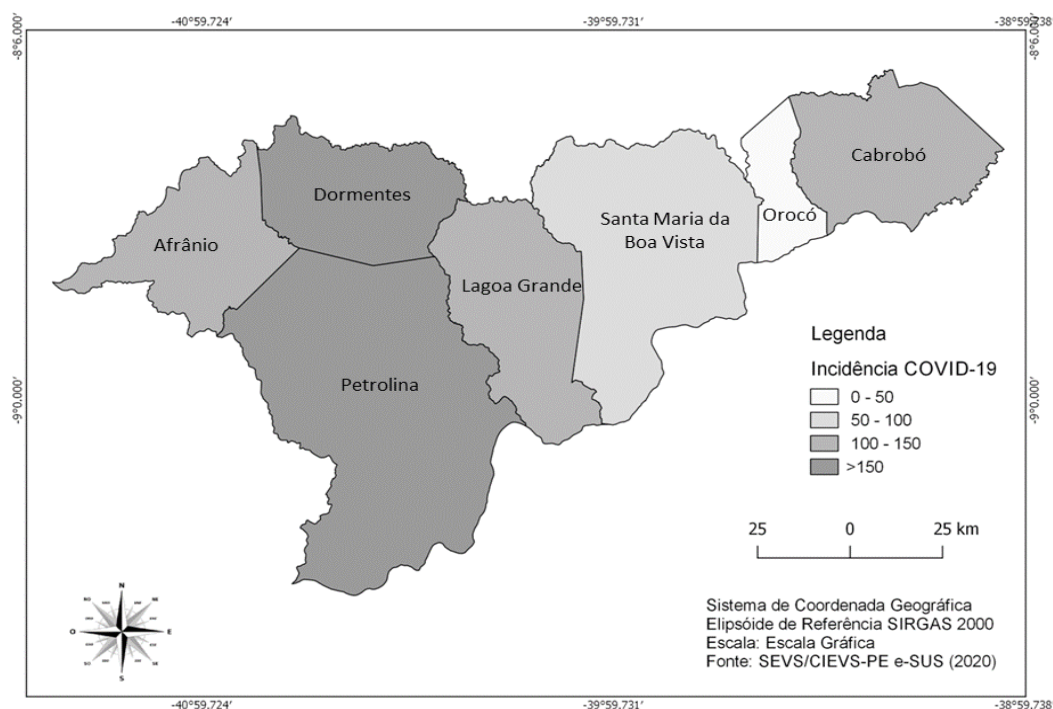 -40°59.724′
-39°59.731′
-38°59.738′
-8°6.000′
-8°6.000′
Cabrobó
Dormentes
Orocó
Santa Maria da
Boa Vista
Afrânio
Lagoa Grande
Petrolina
-9°0.000′
-9°0.000′
Legenda
Incidência COVID-19
0 - 50
50 - 100
100 - 150
>150
25 0 25 km
N
E
S
O
Sistema de Coordenada Geográfica
Elipsóide de Referência SIRGAS 2000
Escala: Escala Gráfica
Fonte: SEVS/CIEVS-PE e-SUS (2020)
-40°59.724′
-39°59.731′
-38°59.738′